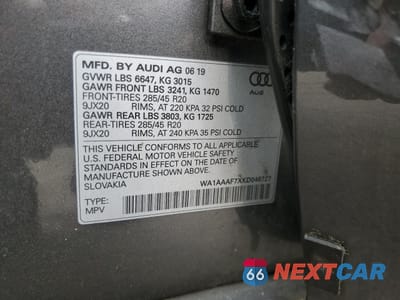 MFD. BY AUDI AG 06 19
GVWR LBS 6647, KG 3015
GAWR FRONT LBS 3241, KG 1470
FRONT-TIRES 285/45 R20
9JX20 RIMS, AT 220 KPA 32 PSI COLD
GAWR REAR LBS 3803, KG 1725
REAR-TIRES 285/45 R20
9JX20 RIMS, AT 240 KPA 35 PSI COLD
Audi
THIS VEHICLE CONFORMS TO ALL APPLICABLE
U.S. FEDERAL MOTOR VEHICLE SAFETY
STANDARDS IN EFFECT ON THE DATE OF
MANUFACTURE SHOWN ABOVE.
SLOVAKIA
TYPE:
MPV
66 NEXTCAR
.COM